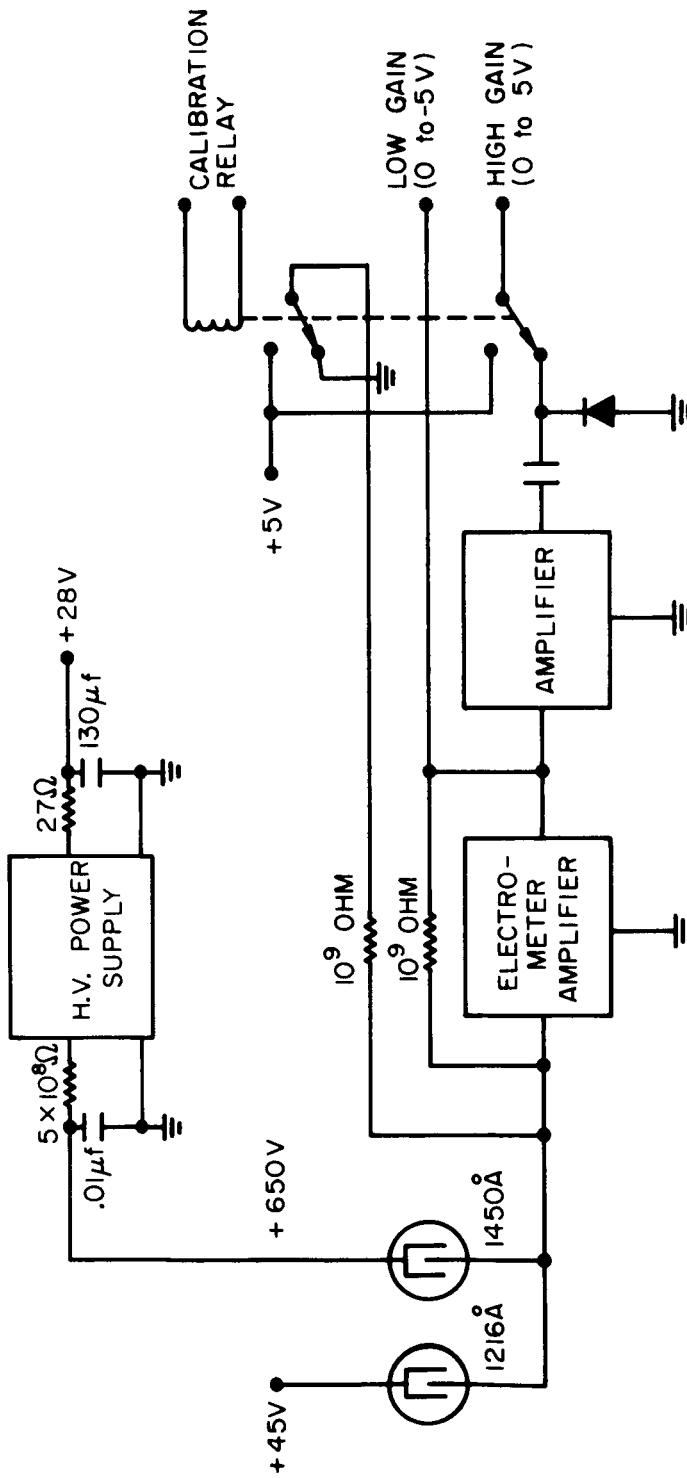 +28V
27Ω
130μf
H.V. POWER
SUPPLY
5×10⁸Ω
.01μf
+650V
+45V
1216Å
1450Å
CALIBRATION
RELAY
+5V
10⁹ OHM
10⁹ OHM
LOW GAIN
(0 to -5V)
HIGH GAIN
(0 to 5V)
ELECTRO-
METER
AMPLIFIER
AMPLIFIER